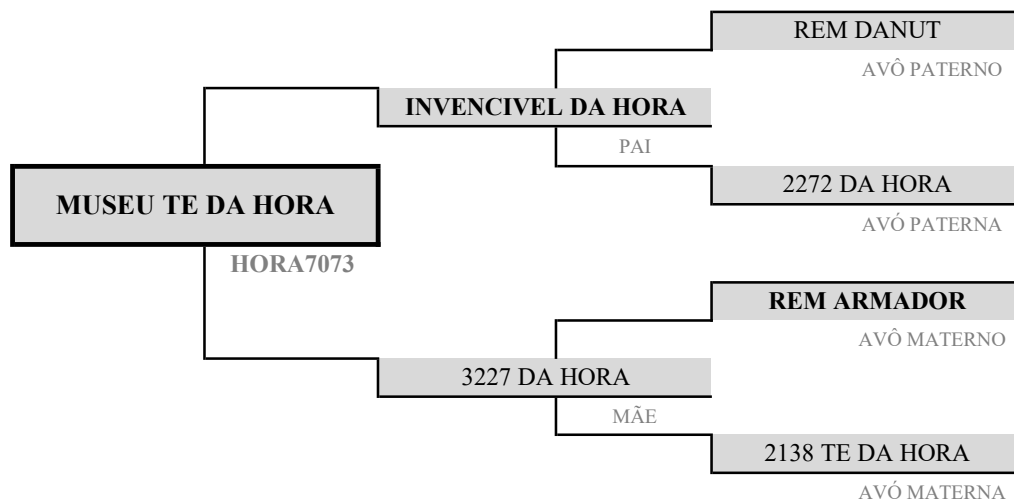 REM DANUT
AVÔ PATERNO
INVENCIVEL DA HORA
PAI
2272 DA HORA
AVÓ PATERNA
MUSEU TE DA HORA
HORA7073
REM ARMADOR
AVÔ MATERNO
3227 DA HORA
MÃE
2138 TE DA HORA
AVÓ MATERNA